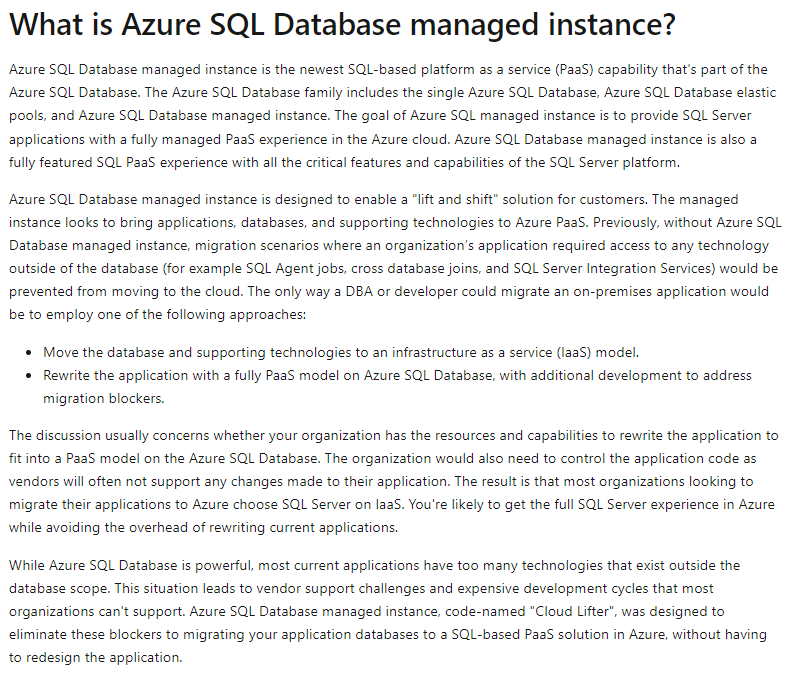 What is Azure SQL Database managed instance?
Azure SQL Database managed instance is the newest SQL-based platform as a service (PaaS) capability that's part of the
Azure SQL Database. The Azure SQL Database family includes the single Azure SQL Database, Azure SQL Database elastic
pools, and Azure SQL Database managed instance. The goal of Azure SQL managed instance is to provide SQL Server
applications with a fully managed PaaS experience in the Azure cloud. Azure SQL Database managed instance is also a
fully featured SQL PaaS experience with all the critical features and capabilities of the SQL Server platform.
Azure SQL Database managed instance is designed to enable a "lift and shift" solution for customers. The managed
instance looks to bring applications, databases, and supporting technologies to Azure PaaS. Previously, without Azure SQL
Database managed instance, migration scenarios where an organization’s application required access to any technology
outside of the database (for example SQL Agent jobs, cross database joins, and SQL Server Integration Services) would be
prevented from moving to the cloud. The only way a DBA or developer could migrate an on-premises application would
be to employ one of the following approaches:
• Move the database and supporting technologies to an infrastructure as a service (IaaS) model.
• Rewrite the application with a fully PaaS model on Azure SQL Database, with additional development to address
migration blockers.
The discussion usually concerns whether your organization has the resources and capabilities to rewrite the application to
fit into a PaaS model on the Azure SQL Database. The organization would also need to control the application code as
vendors will often not support any changes made to their application. The result is that most organizations looking to
migrate their applications to Azure choose SQL Server on IaaS. You're likely to get the full SQL Server experience in Azure
while avoiding the overhead of rewriting current applications.
While Azure SQL Database is powerful, most current applications have too many technologies that exist outside the
database scope. This situation leads to vendor support challenges and expensive development cycles that most
organizations can't support. Azure SQL Database managed instance, code-named "Cloud Lifter", was designed to
eliminate these blockers to migrating your application databases to a SQL-based PaaS solution in Azure, without having
to redesign the application.